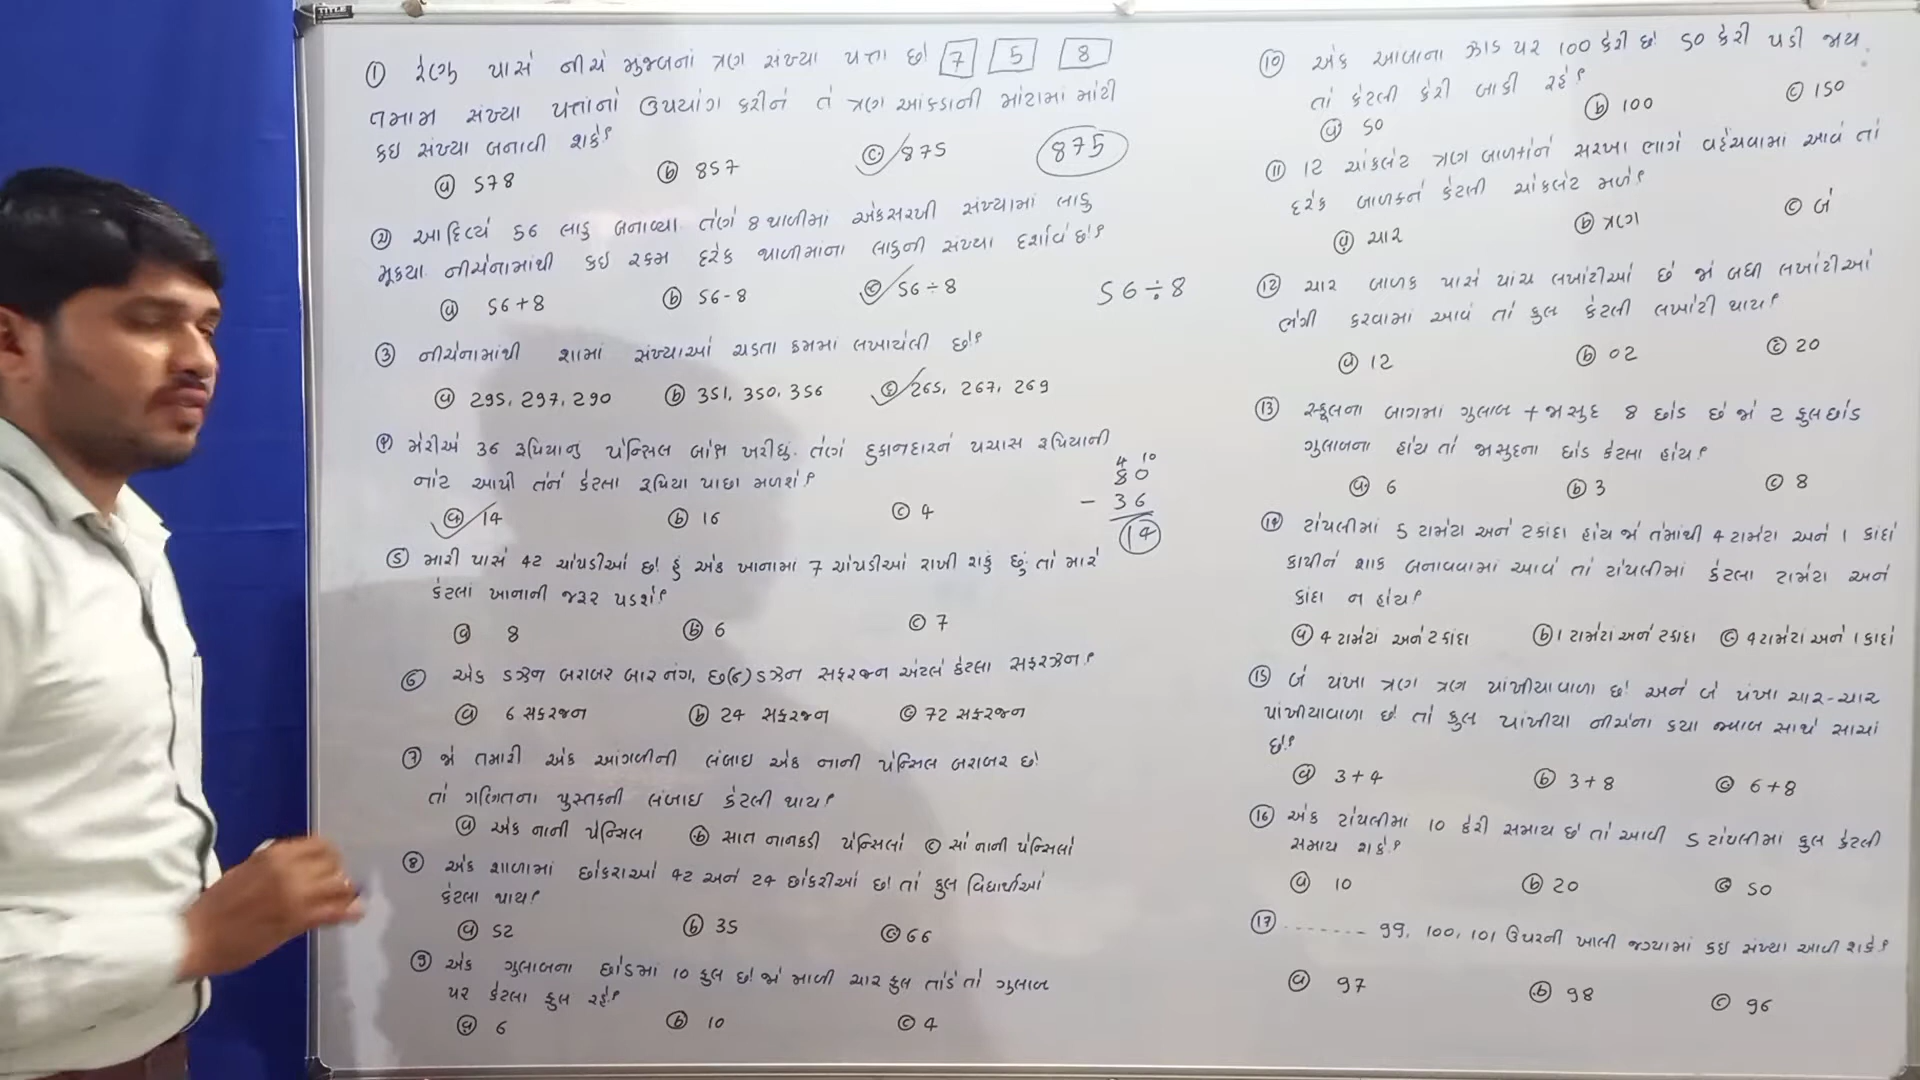 TITLE
① રેણુ પાસે નીચે મુજબનાં ત્રણ સંખ્યા પત્તા છે! 7 5 8
તમામ સંખ્યા પત્તાંનો ઉપયોગ કરીને તે ત્રણ આંકડાની મોટામાં મોટી
કઇ સંખ્યા બનાવી શકે?
ⓐ 578 ⓑ 857 ⓒ 875 875
② આદિત્યે 56 લાડુ બનાવ્યા. તેણે 8 થાળીમાં એકસરખી સંખ્યામાં લાડુ
મૂક્યા. નીચેનામાંથી કઇ રકમ દરેક થાળીમાંના લાડુની સંખ્યા દર્શાવે છે?
ⓐ 56+8 ⓑ 56-8 ⓒ 56÷8 56÷8
③ નીચેનામાંથી શામાં સંખ્યાઓ ચડતા ક્રમમાં લખાયેલી છે?
ⓐ 295, 297, 290 ⓑ 351, 350, 356 ⓒ 265, 267, 269
④ મેરીએ 36 રૂપિયાનુ પેન્સિલ બોક્ષ ખરીધું. તેણે દુકાનદારને પચાસ રૂપિયાની
નોટ આપી તેને કેટલા રૂપિયા પાછા મળશે?
ⓐ 14 ⓑ 16 ⓒ 4
4 10
50
- 36
14
⑤ મારી પાસે 42 ચોપડીઓ છે! હું એક ખાનામાં 7 ચોપડીઓ રાખી શકું છું. તો મારે
કેટલાં ખાનાની જરૂર પડશે?
ⓐ 8 ⓑ 6 ⓒ 7
⑥ એક ડઝન બરાબર બાર નંગ, છ(6) ડઝન સફરજન એટલે કેટલા સફરજન?
ⓐ 6 સફરજન ⓑ 24 સફરજન ⓒ 72 સફરજન
⑦ જો તમારી એક આંગળીની લંબાઇ એક નાની પેન્સિલ બરાબર છે!
તો ગણિતના પુસ્તકની લંબાઇ કેટલી થાય?
ⓐ એક નાની પેન્સિલ ⓑ સાત નાનકડી પેન્સિલો ⓒ સો નાની પેન્સિલો
⑧ એક શાળામાં છોકરાઓ 42 અને 24 છોકરીઓ છે! તો કુલ વિદ્યાર્થીઓ
કેટલા થાય?
ⓐ 52 ⓑ 35 ⓒ 66
⑨ એક ગુલાબના છોડમાં 10 ફુલ છે! જો માળી ચાર ફુલ તોડે તો ગુલાબ
પર કેટલા ફુલ રહે?
ⓐ 6 ⓑ 10 ⓒ 4
⑩ એક આંબાના ઝાડ પર 100 કેરી છે! 50 કેરી પડી જાય
તો કેટલી કેરી બાકી રહે?
ⓐ 50 ⓑ 100 ⓒ 150
⑪ 12 ચોકલેટ ત્રણ બાળકોને સરખા ભાગે વહેચવામાં આવે તો
દરેક બાળકને કેટલી ચોકલેટ મળે?
ⓐ ચાર ⓑ ત્રણ ⓒ બે
⑫ ચાર બાળક પાસે પાંચ લખોટીઓ છે જો બધી લખોટીઓ
ભેગી કરવામાં આવે તો કુલ કેટલી લખોટી થાય?
ⓐ 12 ⓑ 02 ⓒ 20
⑬ સ્કૂલના બાગમાં ગુલાબ + જાસુદ 8 છોડ છે જો 2 ફુલછોડ
ગુલાબના હોય તો જાસુદના છોડ કેટલા હોય?
ⓐ 6 ⓑ 3 ⓒ 8
⑭ ટોપલીમાં 5 ટામેટા અને 2 કાંદા હોય જો તેમાંથી 4 ટામેટા અને 1 કાંદો
કાપીને શાક બનાવવામાં આવે તો ટોપલીમાં કેટલા ટામેટા અને
કાંદા ન હોય?
ⓐ 4 ટામેટા અને 2 કાંદા ⓑ 1 ટામેટા અને 2 કાંદા ⓒ 4 ટામેટા અને 1 કાંદો
⑮ બે પંખા ત્રણ ત્રણ પાંખીયાવાળા છે! અને બે પંખા ચાર-ચાર
પાંખીયાવાળા છે તો કુલ પાંખીયા નીચેના કયા જવાબ સાથે સાચાં
છે?
ⓐ 3+4 ⓑ 3+8 ⓒ 6+8
⑯ એક ટોપલીમાં 10 કેરી સમાય છે તો આવી 5 ટોપલીમાં કુલ કેટલી
સમાય શકે?
ⓐ 10 ⓑ 20 ⓒ 50
⑰ ------- 99, 100, 101 ઉપરની ખાલી જગ્યામાં કઇ સંખ્યા આવી શકે?
ⓐ 97 ⓑ 98 ⓒ 96